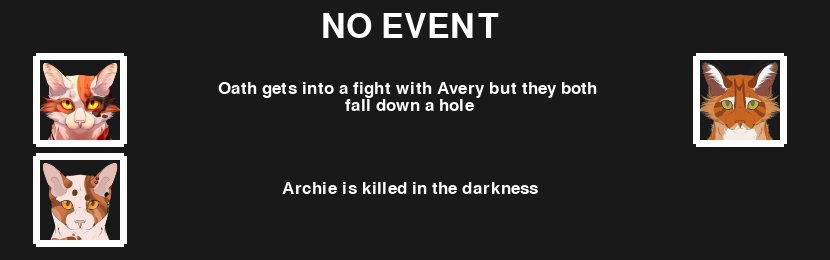 NO EVENT
Oath gets into a fight with Avery but they both
fall down a hole
Archie is killed in the darkness